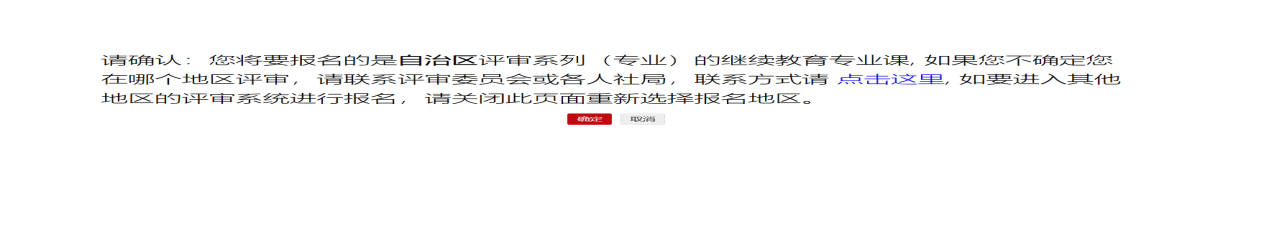 请确认：您将要报名的是自治区评审系列（专业）的继续教育专业课,如果您不确定您
在哪个地区评审，请联系评审委员会或各人社局，联系方式请 点击这里,如要进入其他
地区的评审系统进行报名，请关闭此页面重新选择报名地区。
确定 取消